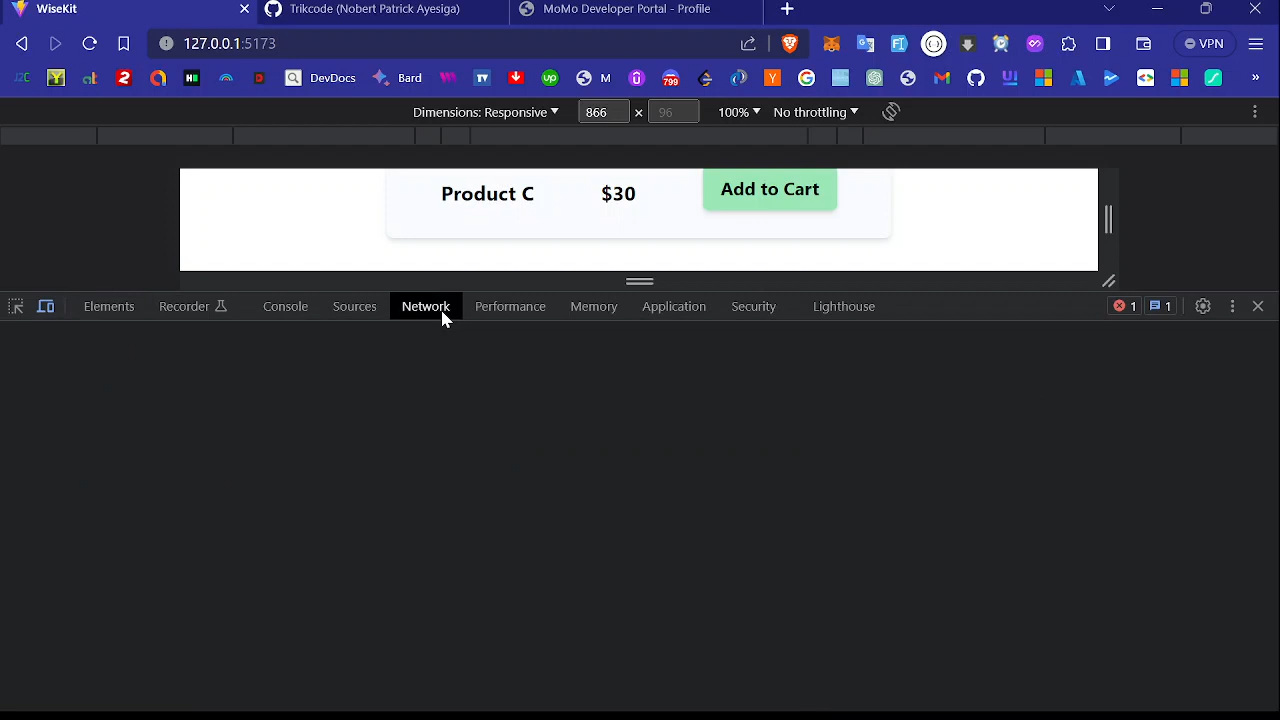 WiseKit
Trikcode (Nobert Patrick Ayesiga)
MoMo Developer Portal - Profile
127.0.0.1:5173
VPN
DevDocs
Bard
M
799
Dimensions: Responsive
866
×
96
100%
No throttling
Product C
$30
Add to Cart
Elements
Recorder
Console
Sources
Network
Performance
Memory
Application
Security
Lighthouse
1
1